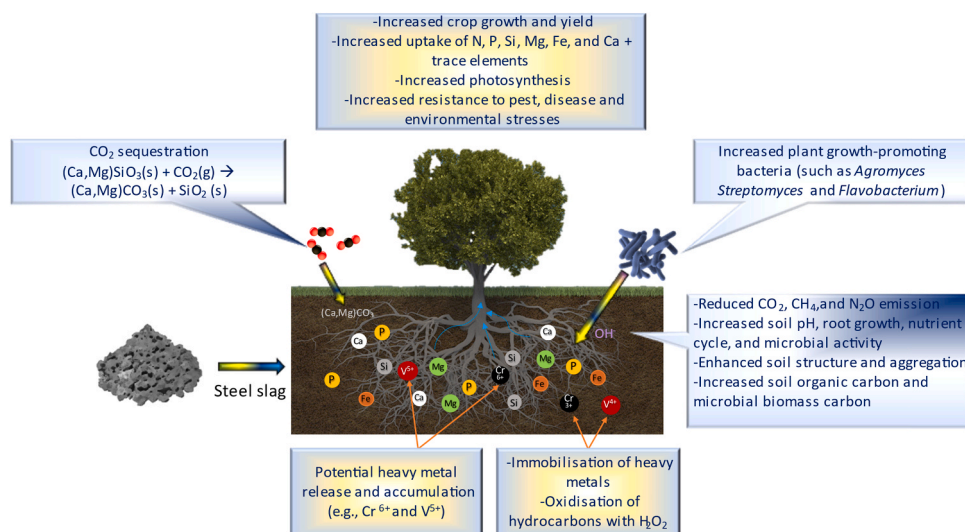 -Increased crop growth and yield
-Increased uptake of N, P, Si, Mg, Fe, and Ca +
trace elements
-Increased photosynthesis
-Increased resistance to pest, disease and
environmental stresses
CO₂ sequestration
(Ca,Mg)SiO₃(s) + CO₂(g) →
(Ca,Mg)CO₃(s) + SiO₂ (s)
Increased plant growth-promoting
bacteria (such as Agromyces
Streptomyces and Flavobacterium)
(Ca,Mg)CO₃
Steel slag
OH
-Reduced CO₂, CH₄,and N₂O emission
-Increased soil pH, root growth, nutrient
cycle, and microbial activity
-Enhanced soil structure and aggregation
-Increased soil organic carbon and
microbial biomass carbon
P
Ca
Ca
Si
V⁵⁺
Mg
Cr
6+
Si
Mg
P
P
Fe
Ca
Mg
P
Fe
Si
Cr
3+
V⁴⁺
Fe
Potential heavy metal
release and accumulation
(e.g., Cr ⁶⁺ and V⁵⁺)
-Immobilisation of heavy
metals
-Oxidisation of
hydrocarbons with H₂O₂